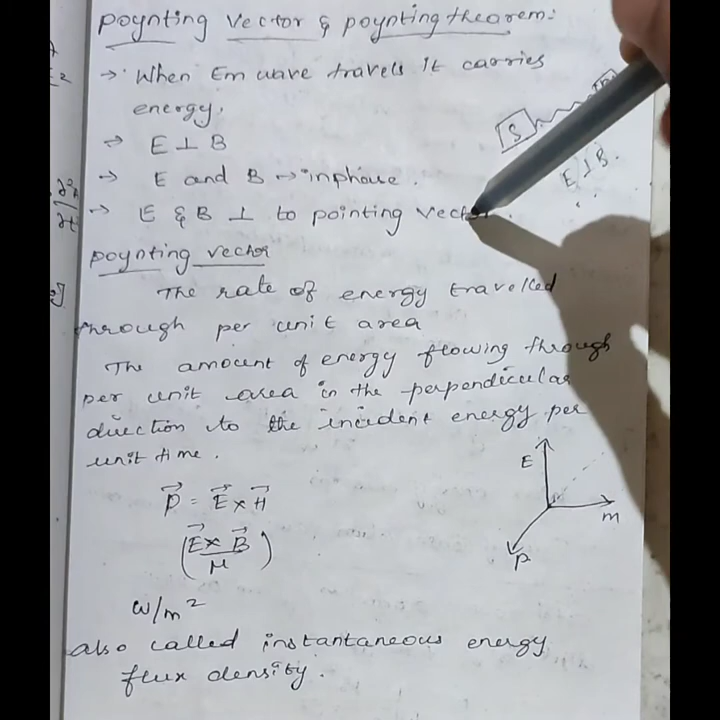 poynting vector & poynting theorem:
→ When Em wave travels It carries
energy.
→ E ⊥ B
→ E and B → inphase.
→ E & B ⊥ to pointing
S
E ⊥ B.
poynting vector
The rate of energy travelled
through per unit area
The amount of energy flowing through
per unit area in the perpendicular
direction to the incident energy per
unit time.
E
m
P
P⃗ = E⃗ × H⃗
(E⃗ × B⃗ / μ)
w/m²
also called instantaneous energy
flux density.